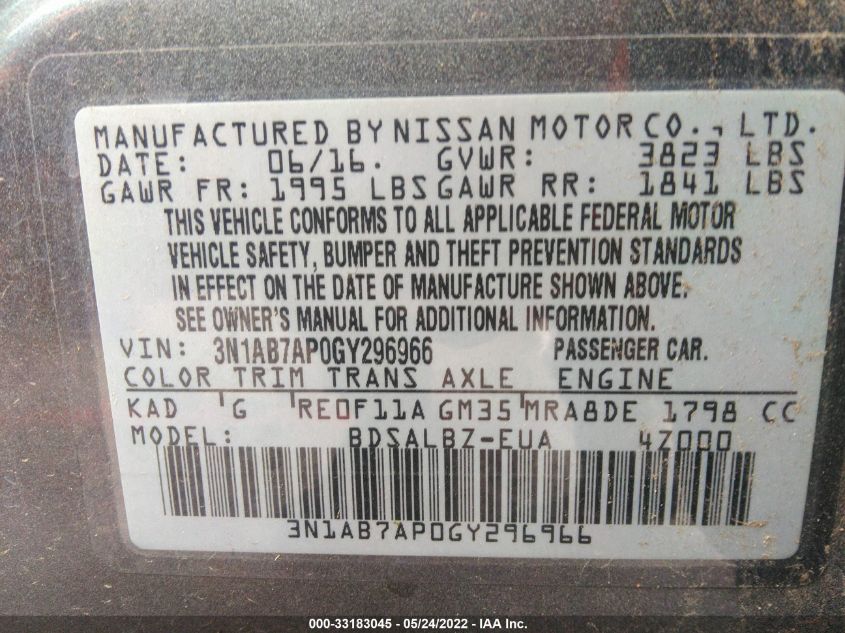 MANUFACTURED BY NISSAN MOTOR CO., LTD.
DATE: 06/16. GVWR: 3823 LBS
GAWR FR: 1995 LBS GAWR RR: 1841 LBS
THIS VEHICLE CONFORMS TO ALL APPLICABLE FEDERAL MOTOR
VEHICLE SAFETY, BUMPER AND THEFT PREVENTION STANDARDS
IN EFFECT ON THE DATE OF MANUFACTURE SHOWN ABOVE.
SEE OWNER'S MANUAL FOR ADDITIONAL INFORMATION.
VIN: 3N1AB7AP0GY296966 PASSENGER CAR.
COLOR TRIM TRANS AXLE ENGINE
KAD G RE0F11A GM35 MRA8DE 1798 CC
MODEL: BDSALBZ-EUA 4Z000
3N1AB7AP0GY296966
000-33183045 - 05/24/2022 - IAA Inc.